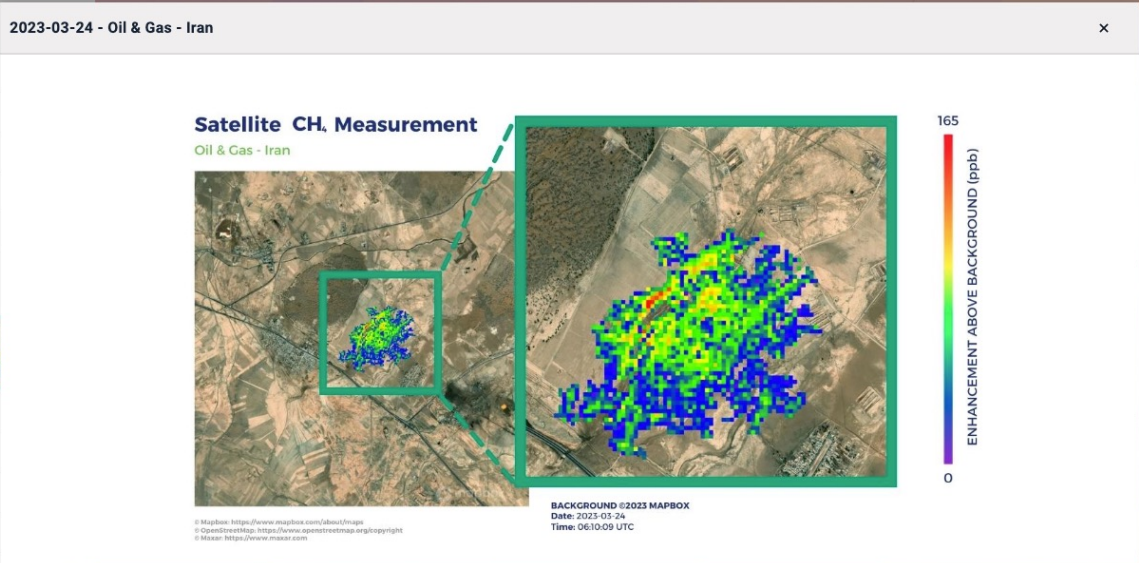 2023-03-24 - Oil & Gas - Iran ×
Satellite CH₄ Measurement
Oil & Gas - Iran
165
ENHANCEMENT ABOVE BACKGROUND (ppb)
0
BACKGROUND ©2023 MAPBOX
Date: 2023-03-24
Time: 06:10:09 UTC
© Mapbox: https://www.mapbox.com/about/maps
© OpenStreetMap: https://www.openstreetmap.org/copyright
© Maxar: https://www.maxar.com